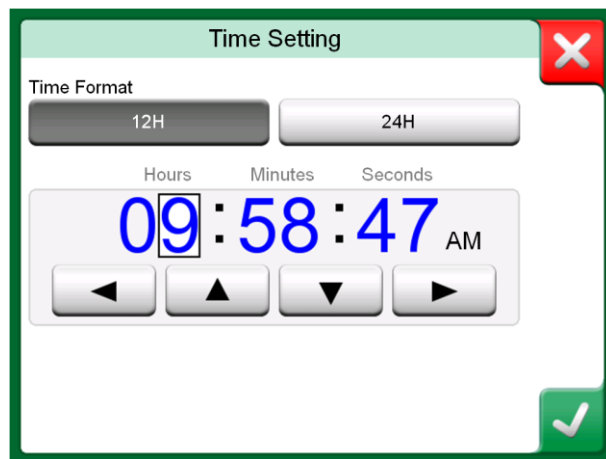 Time Setting
Time Format
12H 24H
Hours Minutes Seconds
09:58:47 AM